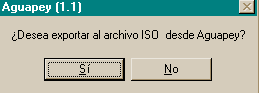 Aguapey (1.1)
¿Desea exportar al archivo ISO  desde Aguapey?
Sí
No